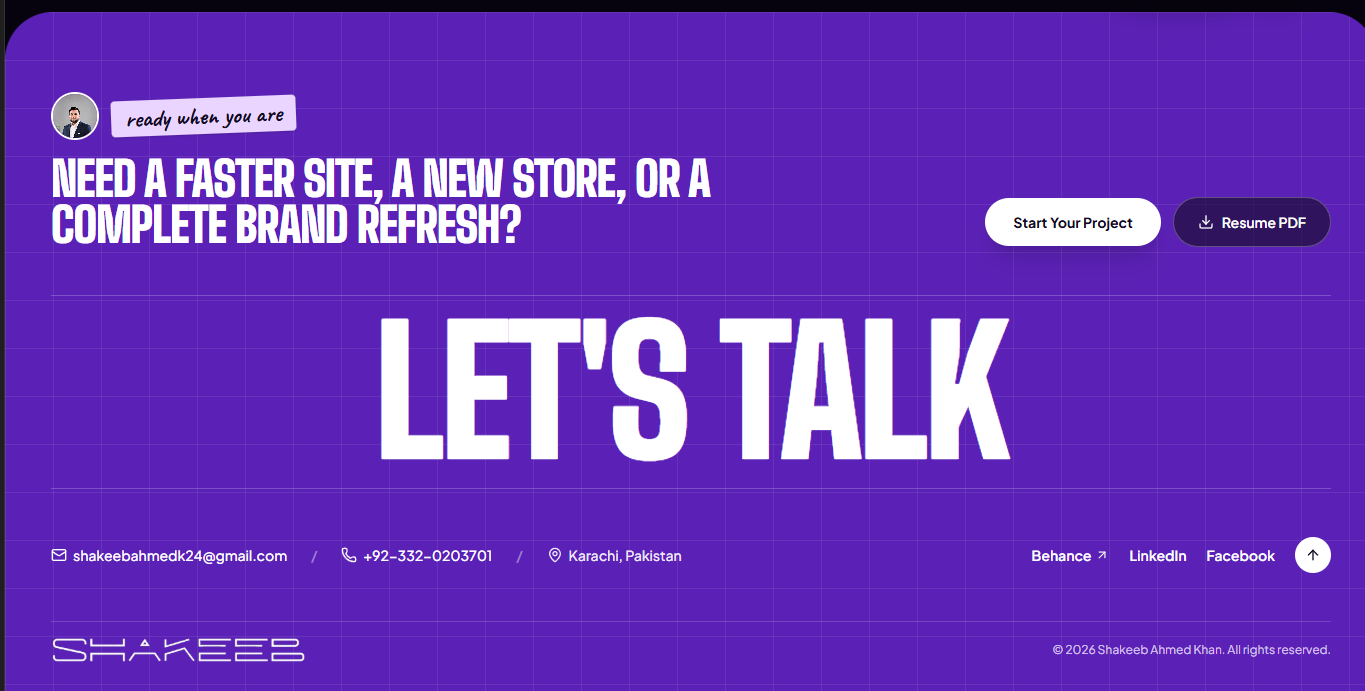 ready when you are
NEED A FASTER SITE, A NEW STORE, OR A
COMPLETE BRAND REFRESH?
Start Your Project
Resume PDF
LET'S TALK
shakeebahmedk24@gmail.com / +92-332-0203701 / Karachi, Pakistan
Behance LinkedIn Facebook
SHAKEEB
© 2026 Shakeeb Ahmed Khan. All rights reserved.